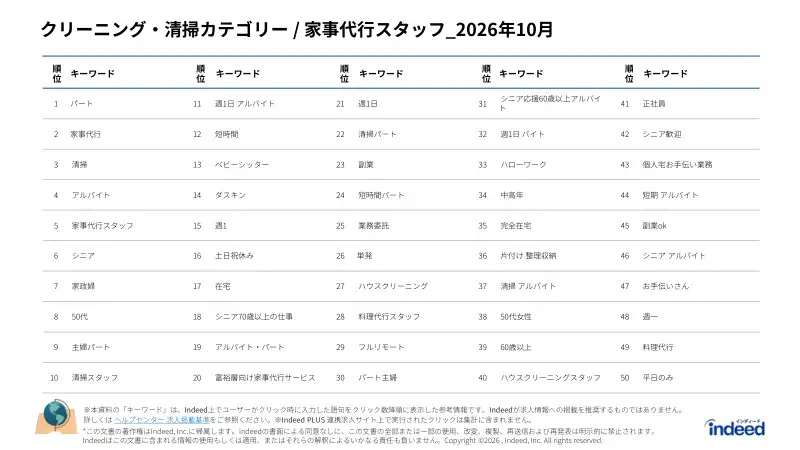 クリーニング・清掃カテゴリー / 家事代行スタッフ_2026年10月
順位 キーワード 順位 キーワード 順位 キーワード 順位 キーワード 順位 キーワード
1 パート 11 週1日 アルバイト 21 週1日 31 シニア応援60歳以上アルバイト 41 正社員
2 家事代行 12 短時間 22 清掃パート 32 週1日 バイト 42 シニア歓迎
3 清掃 13 ベビーシッター 23 副業 33 ハローワーク 43 個人宅お手伝い業務
4 アルバイト 14 ダスキン 24 短時間パート 34 中高年 44 短期 アルバイト
5 家事代行スタッフ 15 週1 25 業務委託 35 完全在宅 45 副業ok
6 シニア 16 土日祝休み 26 単発 36 片付け 整理収納 46 シニア アルバイト
7 家政婦 17 在宅 27 ハウスクリーニング 37 清掃 アルバイト 47 お手伝いさん
8 50代 18 シニア70歳以上の仕事 28 料理代行スタッフ 38 50代女性 48 週一
9 主婦パート 19 アルバイト・パート 29 フルリモート 39 60歳以上 49 料理代行
10 清掃スタッフ 20 富裕層向け家事代行サービス 30 パート主婦 40 ハウスクリーニングスタッフ 50 平日のみ
※本資料の「キーワード」は、Indeed上でユーザーがクリック時に入力した語句をクリック数降順に表示した参考情報です。Indeedが求人情報への掲載を推奨するものではありません。
詳しくは ヘルプセンター 求人掲載基準をご参照ください。※Indeed PLUS 連携求人サイト上で実行されたクリックは集計に含まれません。
*この文書の著作権はIndeed, Inc.に帰属します。Indeedの書面による同意なしに、この文書の全部または一部の使用、改変、複製、再送信および再発表は明示的に禁止されます。
Indeedはこの文書に含まれる情報の使用もしくは適用、またはそれらの解釈によるいかなる責任も負いません。Copyright ©2026 , Indeed, Inc. All rights reserved.
インディード
indeed